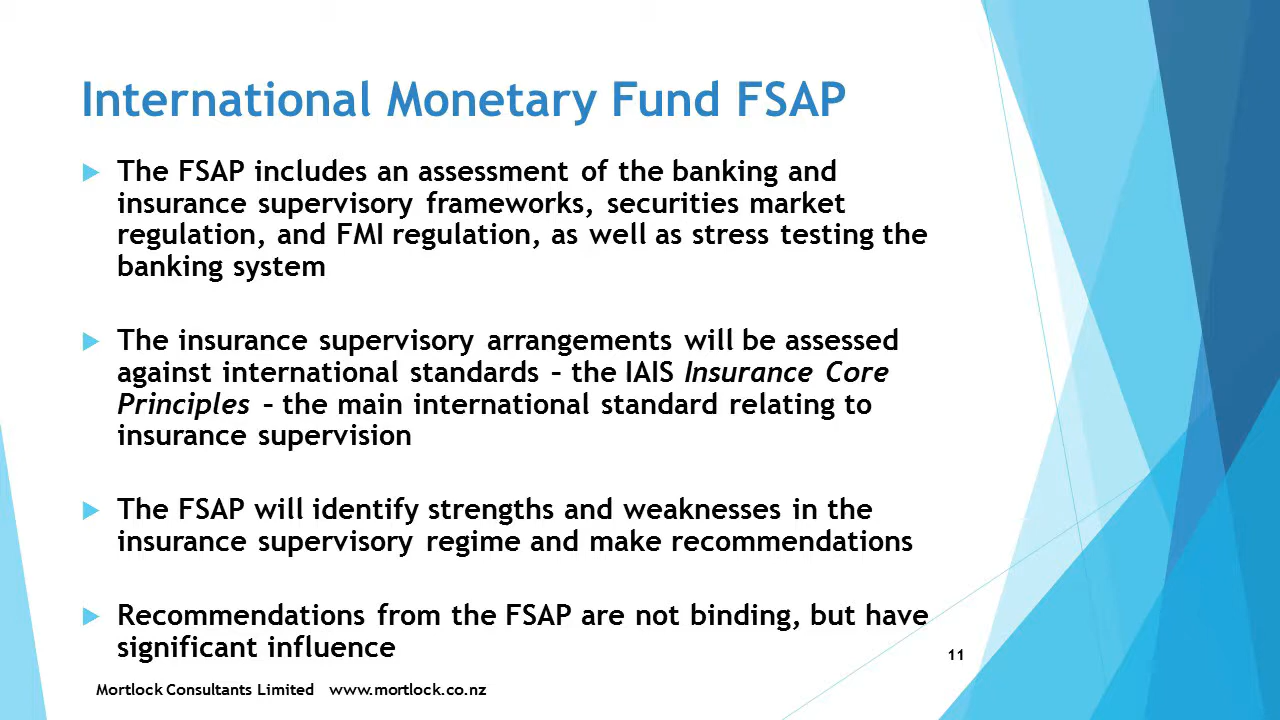 International Monetary Fund FSAP
The FSAP includes an assessment of the banking and
insurance supervisory frameworks, securities market
regulation, and FMI regulation, as well as stress testing the
banking system
The insurance supervisory arrangements will be assessed
against international standards – the IAIS Insurance Core
Principles – the main international standard relating to
insurance supervision
The FSAP will identify strengths and weaknesses in the
insurance supervisory regime and make recommendations
Recommendations from the FSAP are not binding, but have
significant influence
11
Mortlock Consultants Limited www.mortlock.co.nz